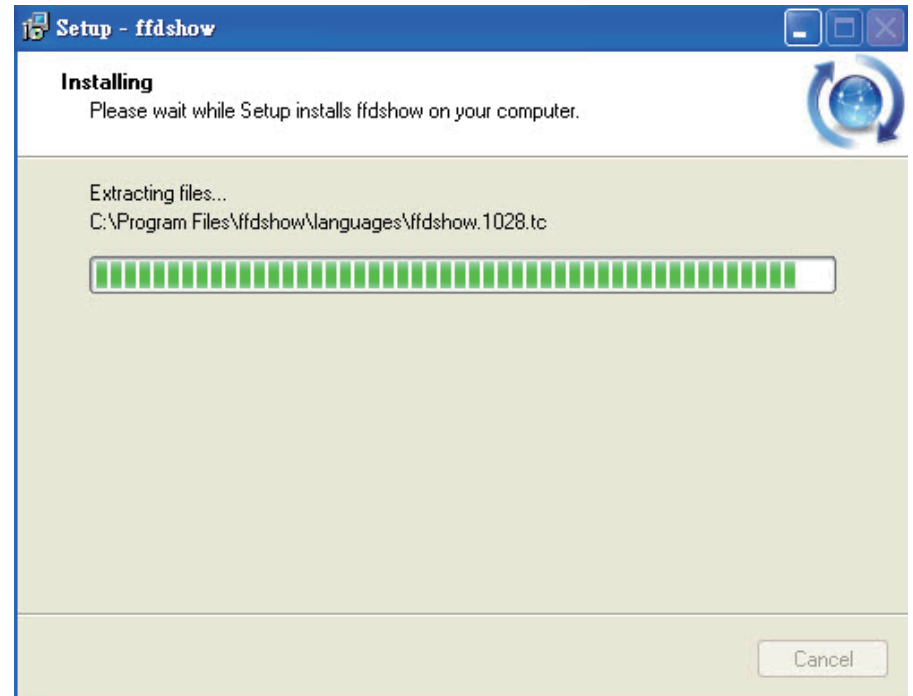 Setup - ffdshow
Installing
Please wait while Setup installs ffdshow on your computer.
Extracting files...
C:\Program Files\ffdshow\languages\ffdshow.1028.tc
Cancel